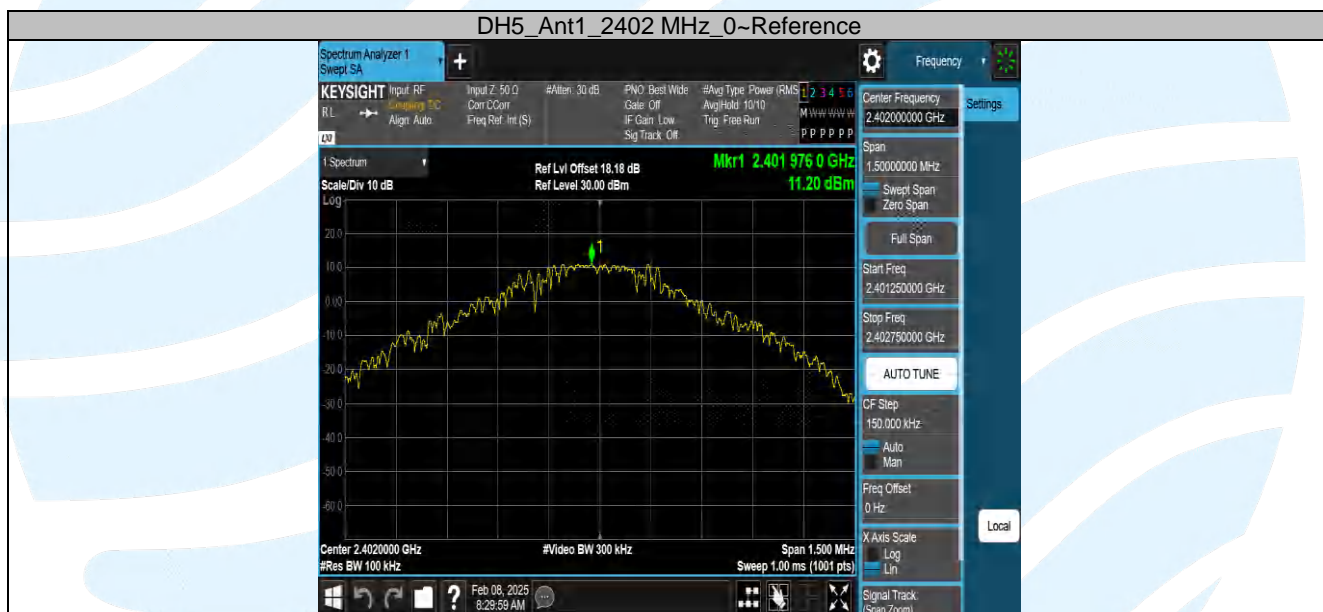 DH5_Ant1_2402 MHz_0~Reference
Spectrum Analyzer 1
Swept SA
+
Frequency
KEYSIGHT
RL
LXI
Input: RF
Coupling: DC
Align: Auto
Input Z: 50 Ω
Corr CCorr
Freq Ref: Int (S)
#Atten: 30 dB
PNO: Best Wide
Gate: Off
IF Gain: Low
Sig Track: Off
#Avg Type: Power (RMS
Avg|Hold: 10/10
Trig: Free Run
1 2 3 4 5 6
M W W W W W
P P P P P P
1 Spectrum
Scale/Div 10 dB
Log
Ref Lvl Offset 18.18 dB
Ref Level 30.00 dBm
Mkr1 2.401 976 0 GHz
11.20 dBm
1
20.0
10.0
0.00
-10.0
-20.0
-30.0
-40.0
-50.0
-60.0
Center 2.4020000 GHz
#Res BW 100 kHz
#Video BW 300 kHz
Span 1.500 MHz
Sweep 1.00 ms (1001 pts)
Feb 08, 2025
8:29:59 AM
Center Frequency
2.402000000 GHz
Settings
Span
1.50000000 MHz
Swept Span
Zero Span
Full Span
Start Freq
2.401250000 GHz
Stop Freq
2.402750000 GHz
AUTO TUNE
CF Step
150.000 kHz
Auto
Man
Freq Offset
0 Hz
X Axis Scale
Log
Lin
Local
Signal Track
(Span Zoom)